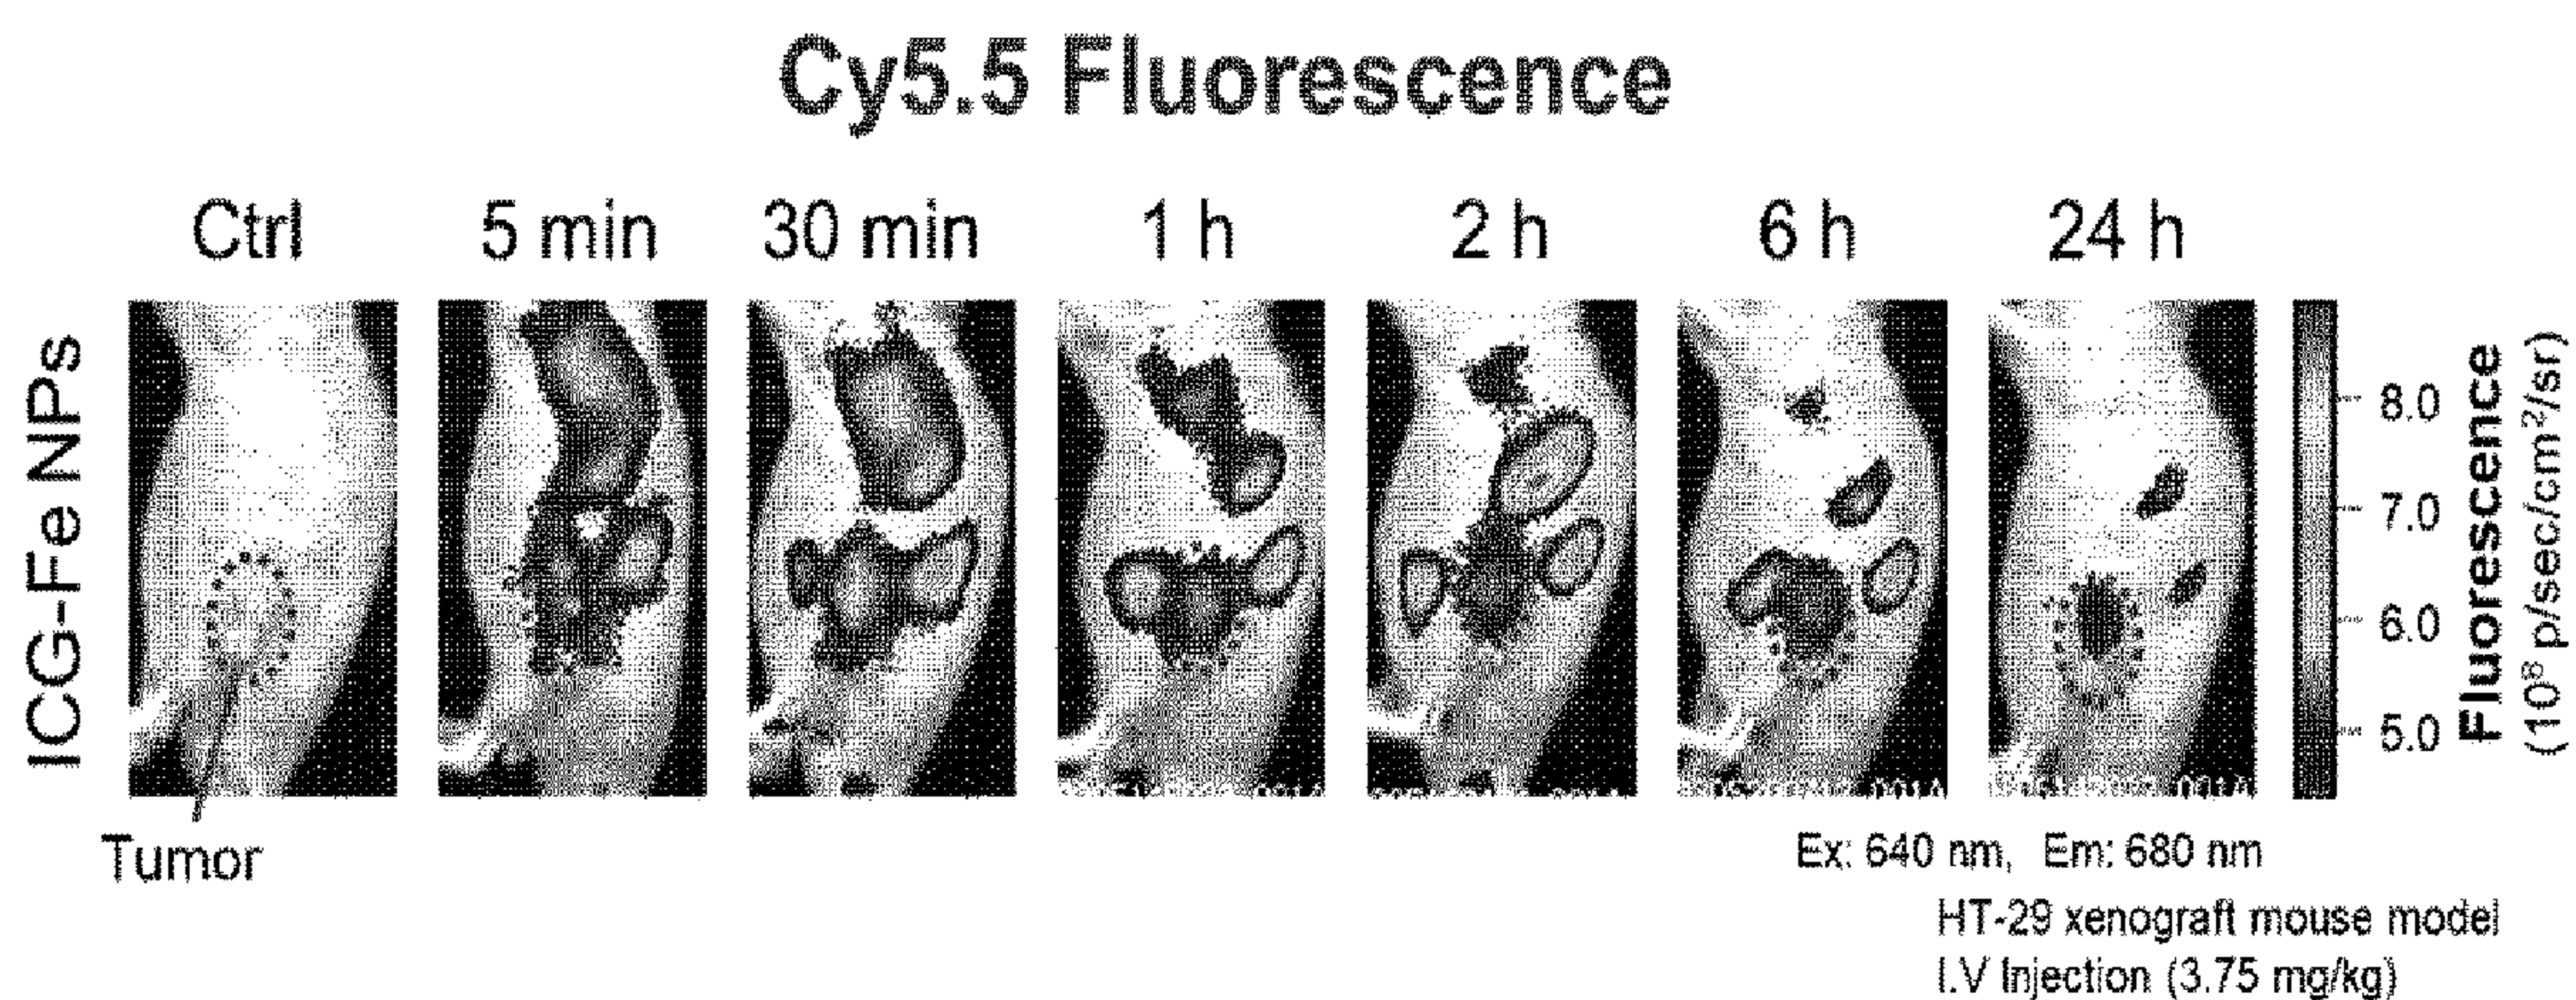 Cy5.5 Fluorescence
Ctrl
5 min
30 min
1 h
2 h
6 h
24 h
ICG-Fe NPs
8.0
7.0
6.0
5.0
Fluorescence
(10⁸ p/sec/cm²/sr)
Tumor
Ex: 640 nm, Em: 680 nm
HT-29 xenograft mouse model
I.V Injection (3.75 mg/kg)